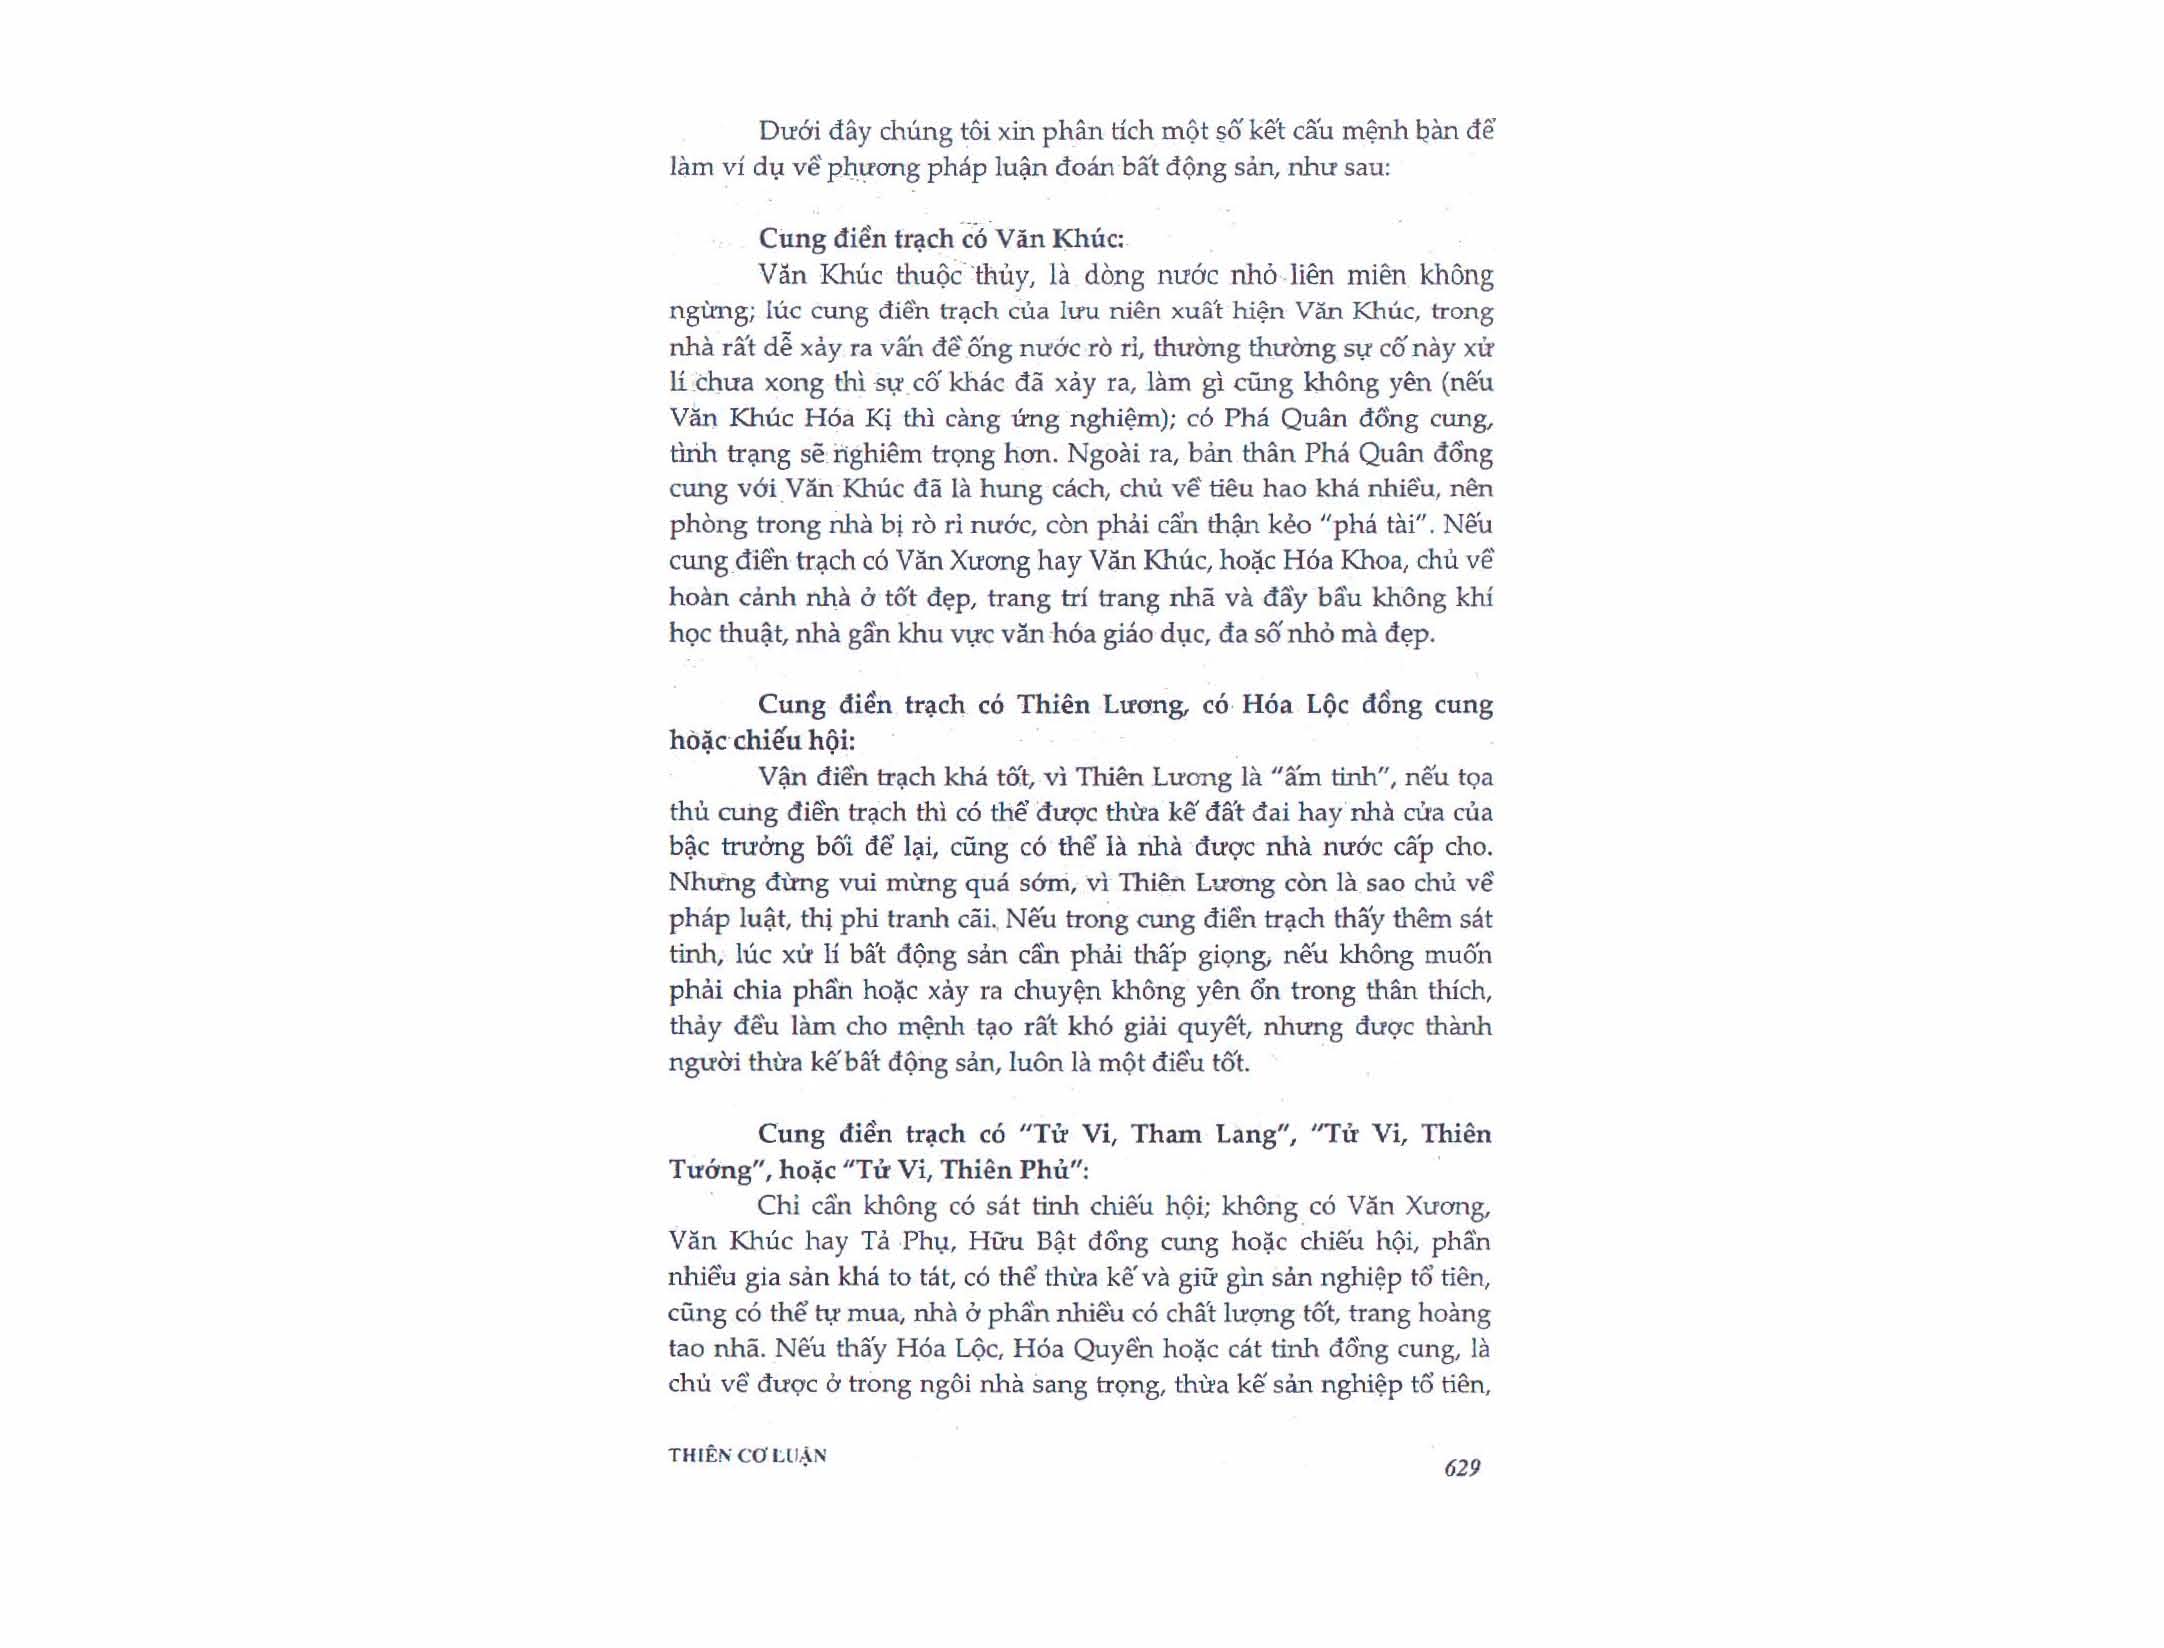 Dưới đây chúng tôi xin phân tích một số kết cấu mệnh bàn để
làm ví dụ về phương pháp luận đoán bất động sản, như sau:
Cung điền trạch có Văn Khúc:
Văn Khúc thuộc thủy, là dòng nước nhỏ liên miên không
ngừng; lúc cung điền trạch của lưu niên xuất hiện Văn Khúc, trong
nhà rất dễ xảy ra vấn đề ống nước rò rỉ, thường thường sự cố này xử
lí chưa xong thì sự cố khác đã xảy ra, làm gì cũng không yên (nếu
Văn Khúc Hóa Kị thì càng ứng nghiệm); có Phá Quân đồng cung,
tình trạng sẽ nghiêm trọng hơn. Ngoài ra, bản thân Phá Quân đồng
cung với Văn Khúc đã là hung cách, chủ về tiêu hao khá nhiều, nên
phòng trong nhà bị rò rỉ nước, còn phải cẩn thận kẻo "phá tài". Nếu
cung điền trạch có Văn Xương hay Văn Khúc, hoặc Hóa Khoa, chủ về
hoàn cảnh nhà ở tốt đẹp, trang trí trang nhã và đầy bầu không khí
học thuật, nhà gần khu vực văn hóa giáo dục, đa số nhỏ mà đẹp.
Cung điền trạch có Thiên Lương, có Hóa Lộc đồng cung
hoặc chiếu hội:
Vận điền trạch khá tốt, vì Thiên Lương là "ấm tinh", nếu tọa
thủ cung điền trạch thì có thể được thừa kế đất đai hay nhà cửa của
bậc trưởng bối để lại, cũng có thể là nhà được nhà nước cấp cho.
Nhưng đừng vui mừng quá sớm, vì Thiên Lương còn là sao chủ về
pháp luật, thị phi tranh cãi. Nếu trong cung điền trạch thấy thêm sát
tinh, lúc xử lí bất động sản cần phải thấp giọng, nếu không muốn
phải chia phần hoặc xảy ra chuyện không yên ổn trong thân thích,
thảy đều làm cho mệnh tạo rất khó giải quyết, nhưng được thành
người thừa kế bất động sản, luôn là một điều tốt.
Cung điền trạch có "Tử Vi, Tham Lang", "Tử Vi, Thiên
Tướng", hoặc "Tử Vi, Thiên Phủ":
Chỉ cần không có sát tinh chiếu hội; không có Văn Xương,
Văn Khúc hay Tả Phụ, Hữu Bật đồng cung hoặc chiếu hội, phần
nhiều gia sản khá to tát, có thể thừa kế và giữ gìn sản nghiệp tổ tiên,
cũng có thể tự mua, nhà ở phần nhiều có chất lượng tốt, trang hoàng
tao nhã. Nếu thấy Hóa Lộc, Hóa Quyền hoặc cát tinh đồng cung, là
chủ về được ở trong ngôi nhà sang trọng, thừa kế sản nghiệp tổ tiên,
THIÊN CƠ LUẬN
629